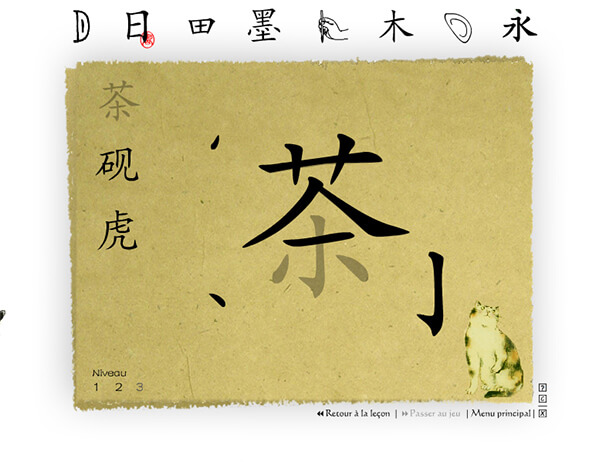 日 田 墨 木 永
茶
砚
虎
茶
Niveau
1 2 3
Retour à la leçon | Passer au jeu | Menu principal |
? C X